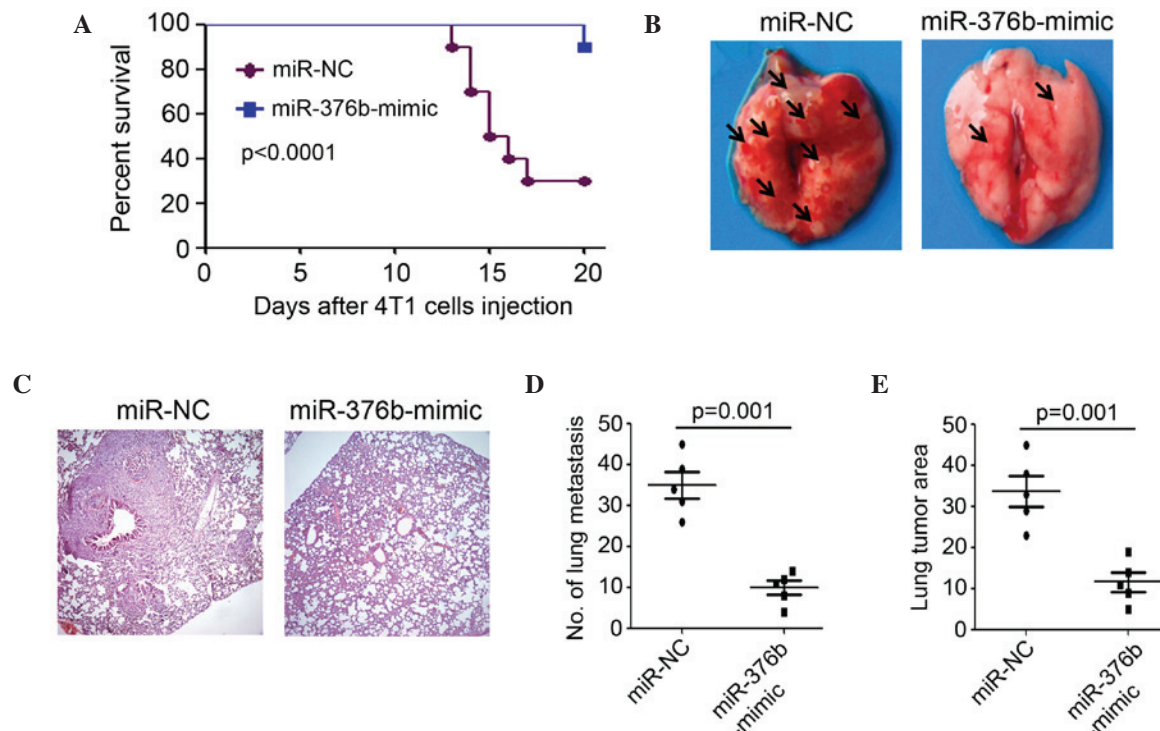 A
100
80
60
40
20
0
Percent survival
miR-NC
miR-376b-mimic
p<0.0001
0 5 10 15 20
Days after 4T1 cells injection
B
miR-NC miR-376b-mimic
C
miR-NC miR-376b-mimic
D
p=0.001
50
40
30
20
10
0
No. of lung metastasis
miR-NC
miR-376b
-mimic
E
p=0.001
50
40
30
20
10
0
Lung tumor area
miR-NC
miR-376b
-mimic